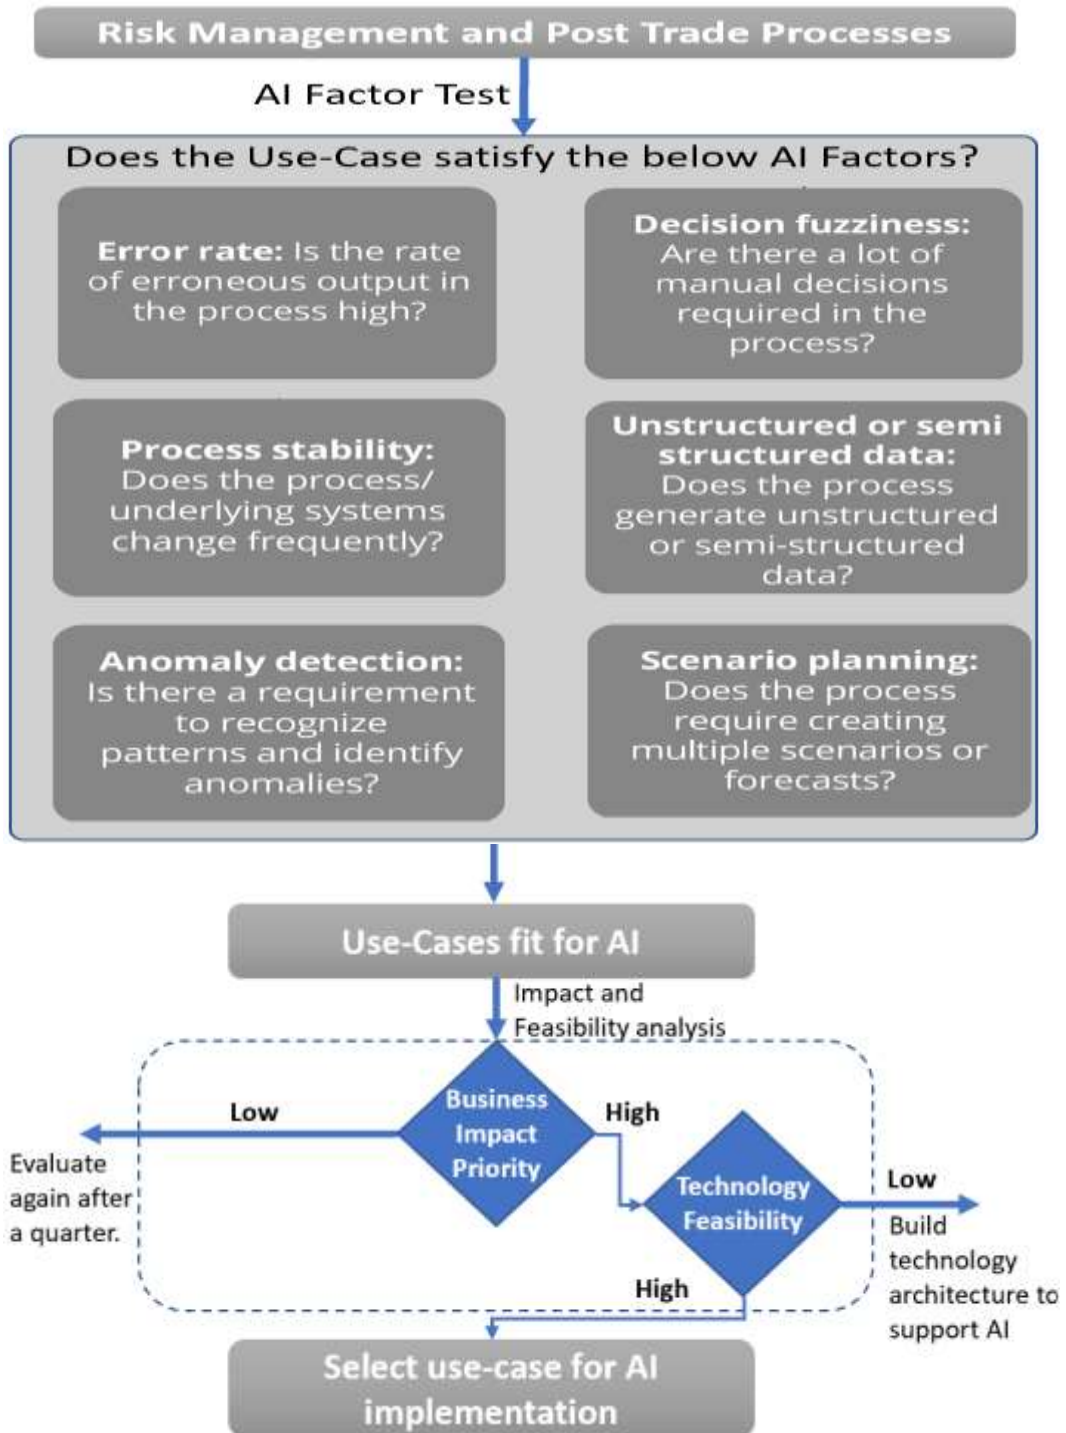 Risk Management and Post Trade Processes
AI Factor Test
Does the Use-Case satisfy the below AI Factors?
Error rate: Is the rate
of erroneous output in
the process high?
Decision fuzziness:
Are there a lot of
manual decisions
required in the
process?
Process stability:
Does the process/
underlying systems
change frequently?
Unstructured or semi
structured data:
Does the process
generate unstructured
or semi-structured
data?
Anomaly detection:
Is there a requirement
to recognize
patterns and identify
anomalies?
Scenario planning:
Does the process
require creating
multiple scenarios or
forecasts?
Use-Cases fit for AI
Impact and
Feasibility analysis
Business
Impact
Priority
Low
High
Evaluate
again after
a quarter.
Technology
Feasibility
Low
Build
technology
architecture to
support AI
High
Select use-case for AI
implementation